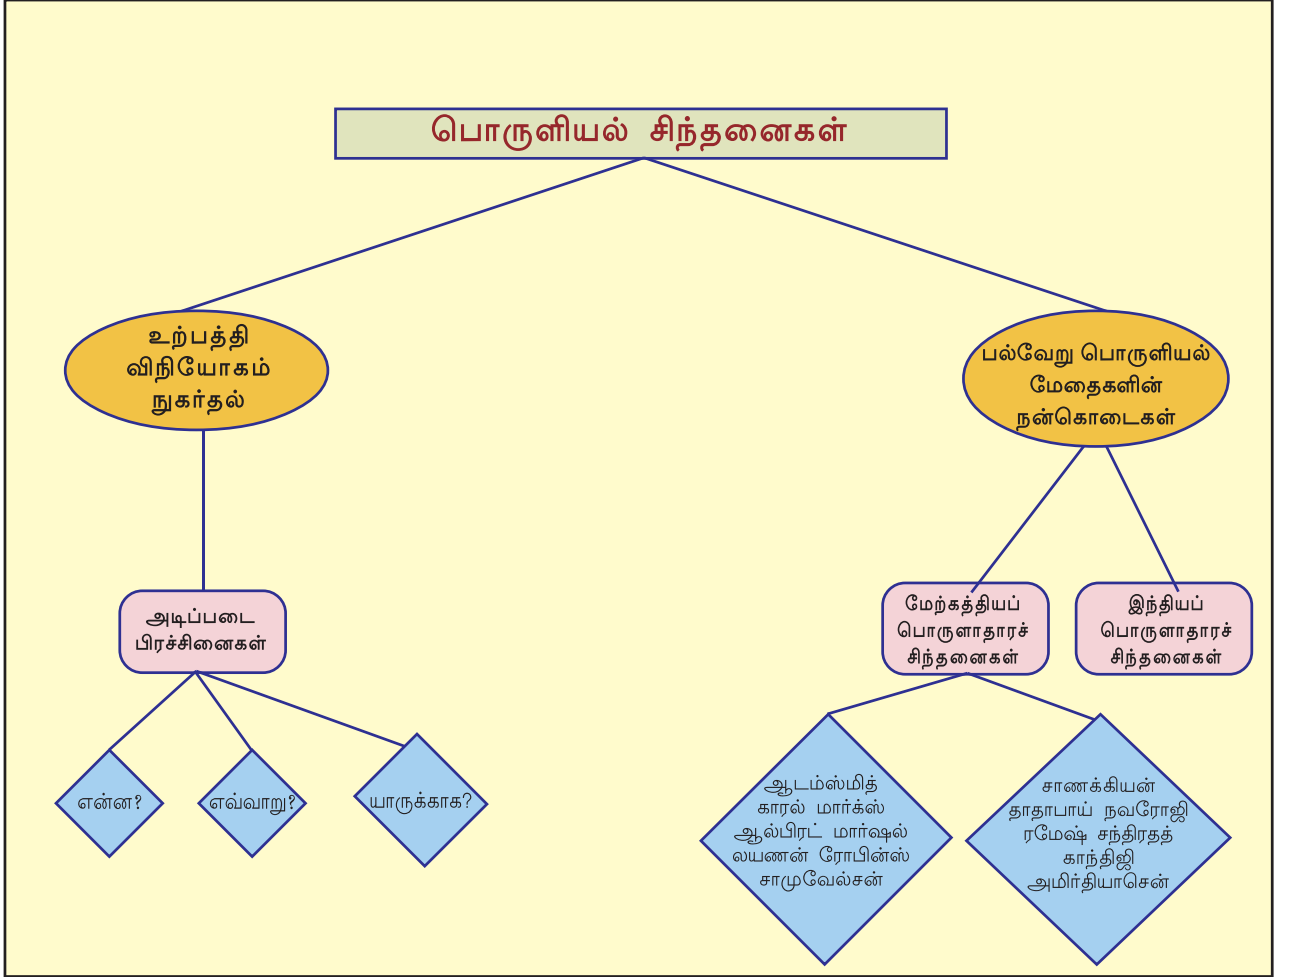 பொருளியல் சிந்தனைகள்
உற்பத்தி
விநியோகம்
நுகர்தல்
பல்வேறு பொருளியல்
மேதைகளின்
நன்கொடைகள்
அடிப்படை
பிரச்சினைகள்
மேற்கத்தியப்
பொருளாதாரச்
சிந்தனைகள்
இந்தியப்
பொருளாதாரச்
சிந்தனைகள்
என்ன?
எவ்வாறு?
யாருக்காக?
ஆடம்ஸ்மித்
காரல் மார்க்ஸ்
ஆல்பிரட் மார்ஷல்
லயணன் ரோபின்ஸ்
சாமுவேல்சன்
சாணக்கியன்
தாதாபாய் நவரோஜி
ரமேஷ் சந்திரதத்
காந்திஜி
அமிர்தியாசென்